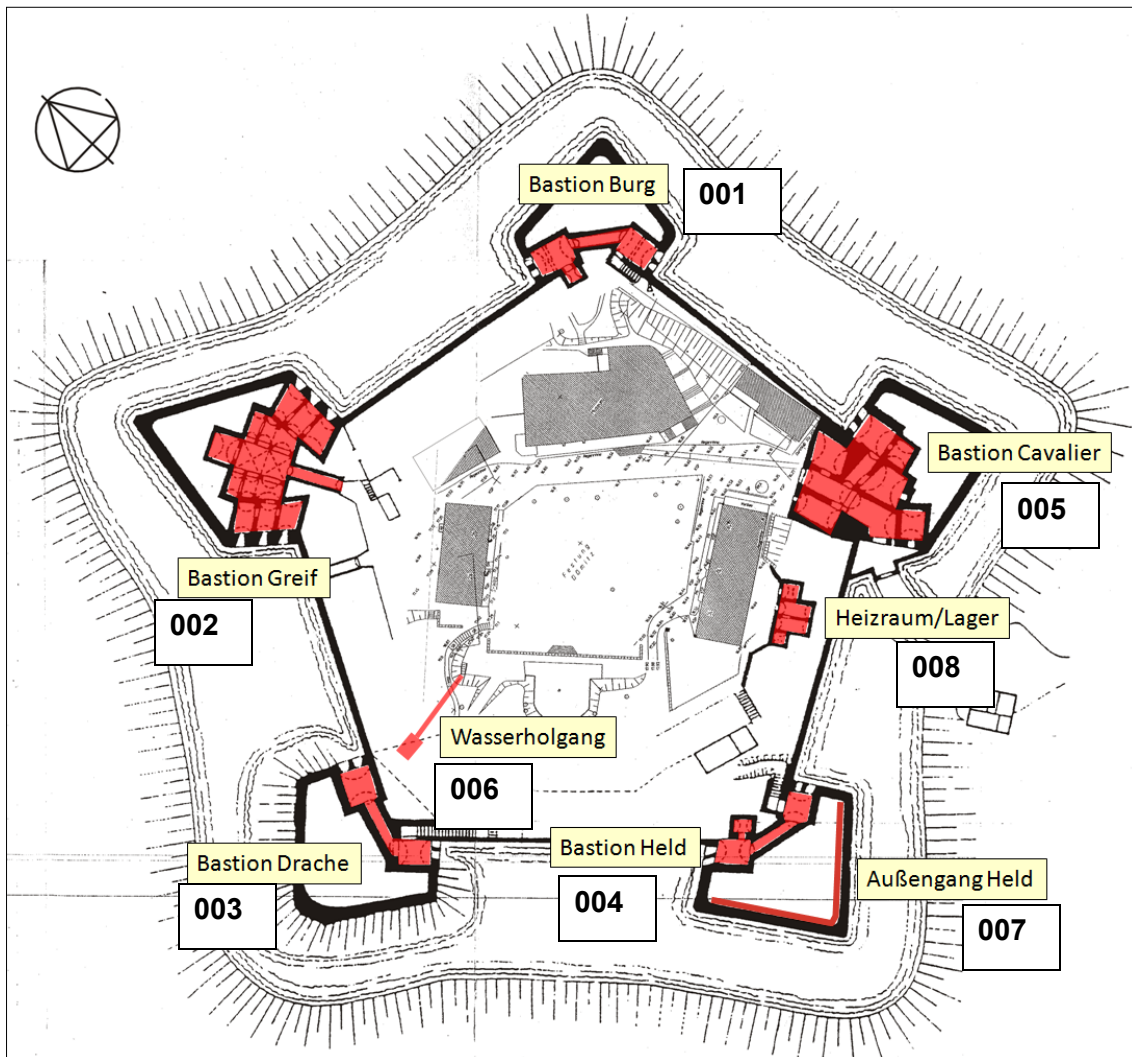 Bastion Burg
001
Bastion Cavalier
005
Bastion Greif
002
Heizraum/Lager
008
Wasserholgang
006
Bastion Drache
003
Bastion Held
004
Außengang Held
007